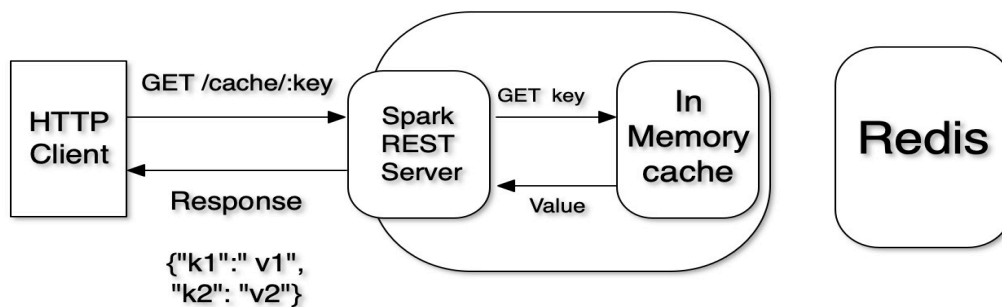 HTTP
Client
GET /cache/:key
Response
{"k1":" v1",
"k2": "v2"}
Spark
REST
Server
GET key
Value
In
Memory
cache
Redis